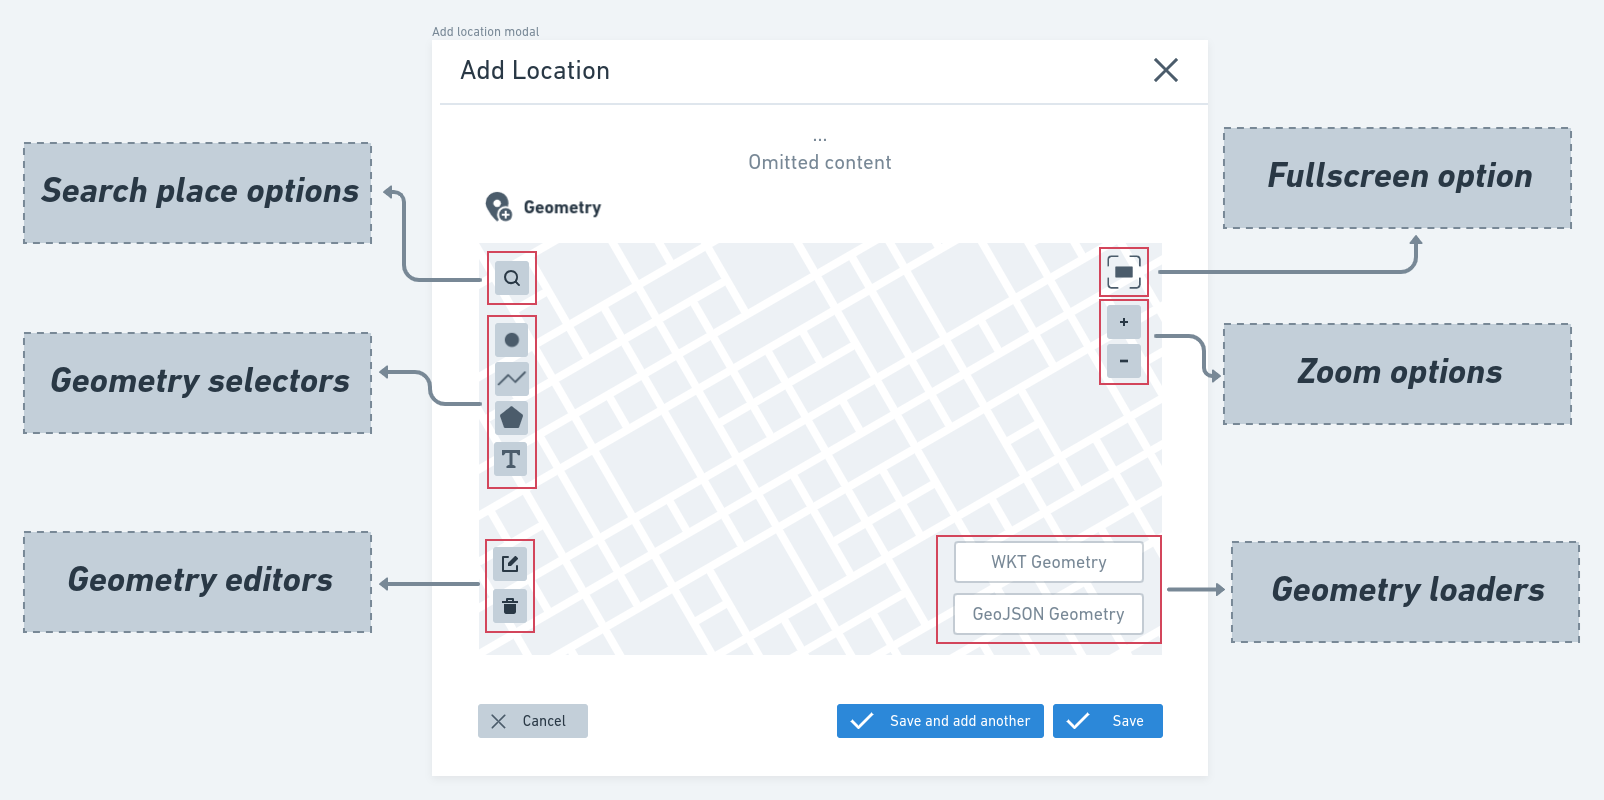 Add location modal
Add Location
...
Omitted content
Geometry
Search place options
Geometry selectors
Geometry editors
Fullscreen option
Zoom options
Geometry loaders
+
-
T
WKT Geometry
GeoJSON Geometry
Cancel
Save and add another
Save